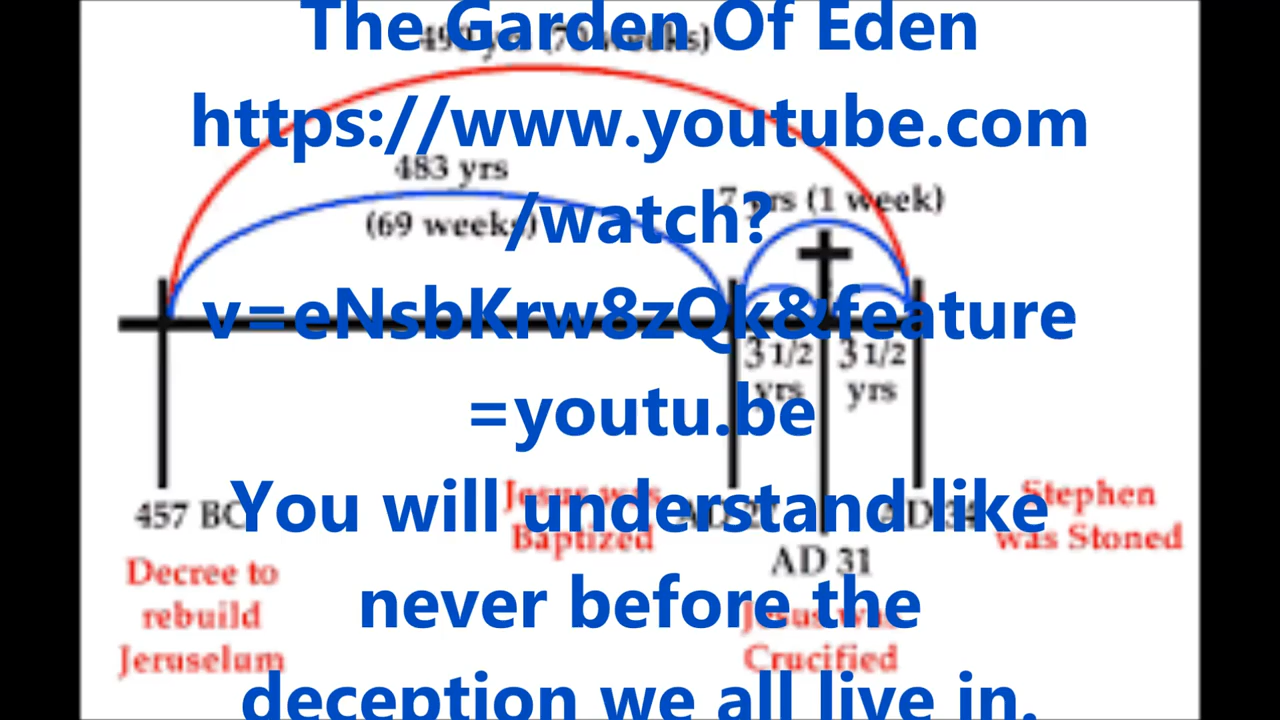 The Garden Of Eden
https://www.youtube.com
483 yrs
7 yrs (1 week)
/watch?
(69 weeks)
v=eNsbKrw8zQk&feature
3 1/2 3 1/2
yrs yrs
=youtu.be
Jesus was Stephen
457 BC AD 34
You will understand like
Baptized was Stoned
AD 31
Decree to
never before the
rebuild Jesus was
Jeruselum Crucified
deception we all live in.